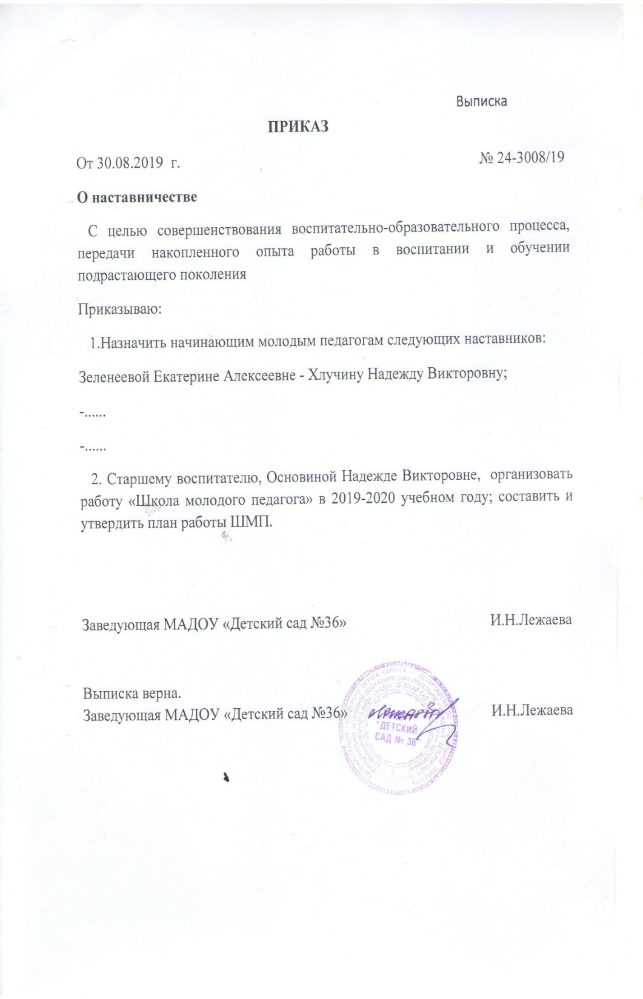 Выписка
ПРИКАЗ
От 30.08.2019 г. № 24-3008/19
О наставничестве
С целью совершенствования воспитательно-образовательного процесса,
передачи накопленного опыта работы в воспитании и обучении
подрастающего поколения
Приказываю:
1.Назначить начинающим молодым педагогам следующих наставников:
Зеленеевой Екатерине Алексеевне - Хлучину Надежду Викторовну;
-......
-......
2. Старшему воспитателю, Основиной Надежде Викторовне, организовать
работу «Школа молодого педагога» в 2019-2020 учебном году; составить и
утвердить план работы ШМП.
Заведующая МАДОУ «Детский сад №36» И.Н.Лежаева
Выписка верна.
Заведующая МАДОУ «Детский сад №36» И.Н.Лежаева
"ДЕТСКИЙ
САД № 36"